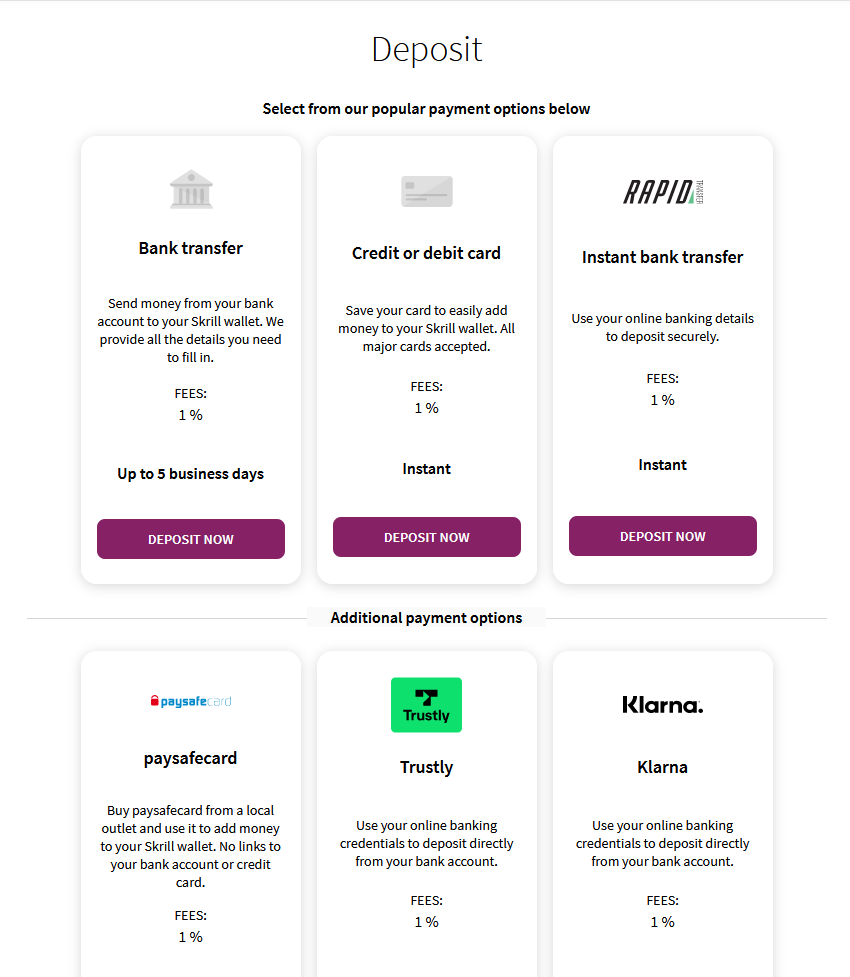 Deposit
Select from our popular payment options below
Bank transfer
Send money from your bank
account to your Skrill wallet. We
provide all the details you need
to fill in.
FEES:
1 %
Up to 5 business days
DEPOSIT NOW
Credit or debit card
Save your card to easily add
money to your Skrill wallet. All
major cards accepted.
FEES:
1 %
Instant
DEPOSIT NOW
RAPID TRANSFER
Instant bank transfer
Use your online banking details
to deposit securely.
FEES:
1 %
Instant
DEPOSIT NOW
Additional payment options
paysafecard
paysafecard
Buy paysafecard from a local
outlet and use it to add money
to your Skrill wallet. No links to
your bank account or credit
card.
FEES:
1 %
Trustly
Trustly
Use your online banking
credentials to deposit directly
from your bank account.
FEES:
1 %
Klarna.
Klarna
Use your online banking
credentials to deposit directly
from your bank account.
FEES:
1 %